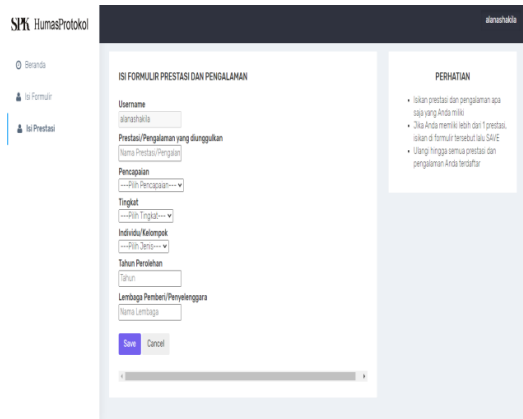 SPK HumasProtokol
alanashakila
Beranda
Isi Formulir
Isi Prestasi
ISI FORMULIR PRESTASI DAN PENGALAMAN
Username
alanashakila
Prestasi/Pengalaman yang diunggulkan
Nama Prestasi/Pengalan
Pencapaian
---Pilih Pencapaian---
Tingkat
---Pilih Tingkat---
Individu/Kelompok
---Pilih Jenis---
Tahun Perolehan
Tahun
Lembaga Pemberi/Penyelenggara
Nama Lembaga
Save Cancel
PERHATIAN
• Isikan prestasi dan pengalaman apa
saja yang Anda miliki
• Jika Anda memiliki lebih dari 1 prestasi,
isikan di formulir tersebut lalu SAVE
• Ulangi hingga semua prestasi dan
pengalaman Anda terdaftar